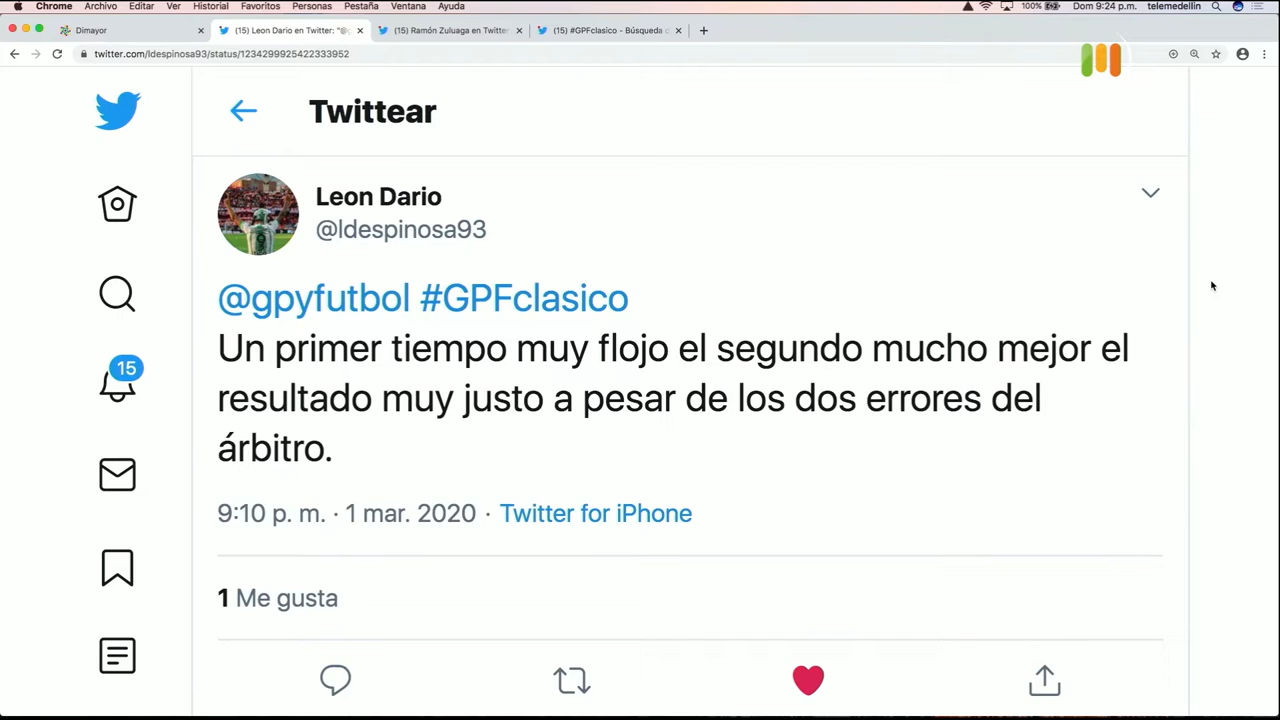 Chrome Archivo Editar Ver Historial Favoritos Personas Pestaña Ventana Ayuda 100% Dom 9:24 p.m. telemedellin
Dimayor (15) Leon Dario en Twitter: "@g (15) Ramón Zuluaga en Twitter (15) #GPFclasico - Búsqueda d
twitter.com/ldespinosa93/status/1234299925422333952
Twittear
Leon Dario
@ldespinosa93
@gpyfutbol #GPFclasico
Un primer tiempo muy flojo el segundo mucho mejor el
resultado muy justo a pesar de los dos errores del
árbitro.
15
9:10 p. m. · 1 mar. 2020 · Twitter for iPhone
1 Me gusta